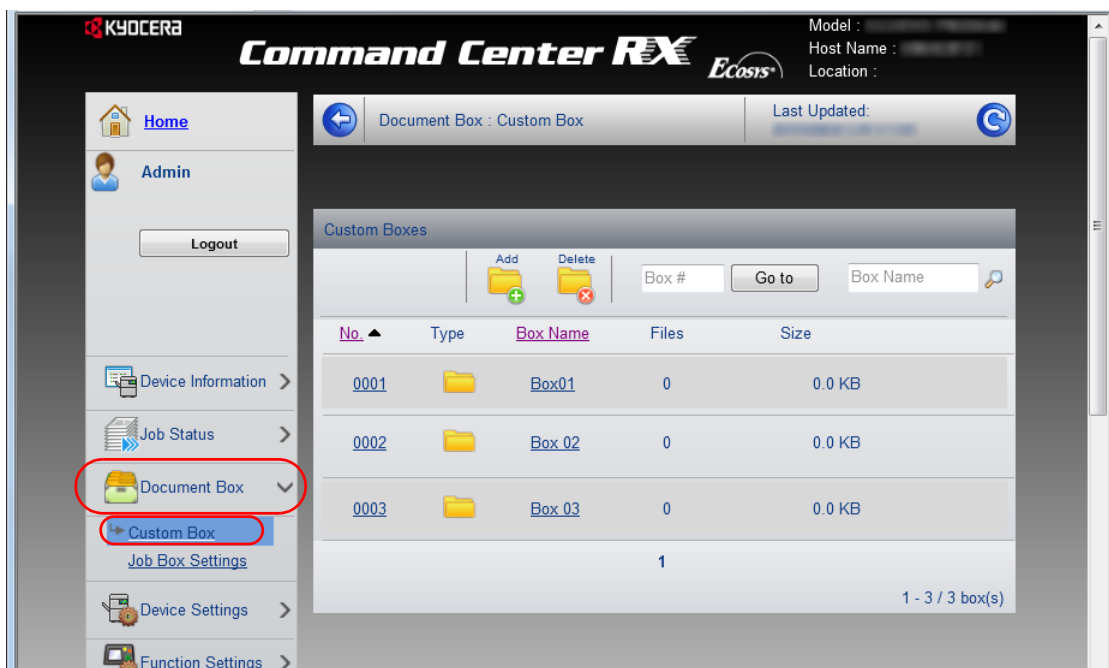 KYOCERA
Command Center RX
Ecosys
Model :
Host Name :
Location :
Home
Admin
Logout
Device Information
Job Status
Document Box
Custom Box
Job Box Settings
Device Settings
Function Settings
Document Box : Custom Box
Last Updated:
Custom Boxes
Add Delete
Box # Go to Box Name
No. Type Box Name Files Size
0001 Box01 0 0.0 KB
0002 Box 02 0 0.0 KB
0003 Box 03 0 0.0 KB
1
1 - 3 / 3 box(s)